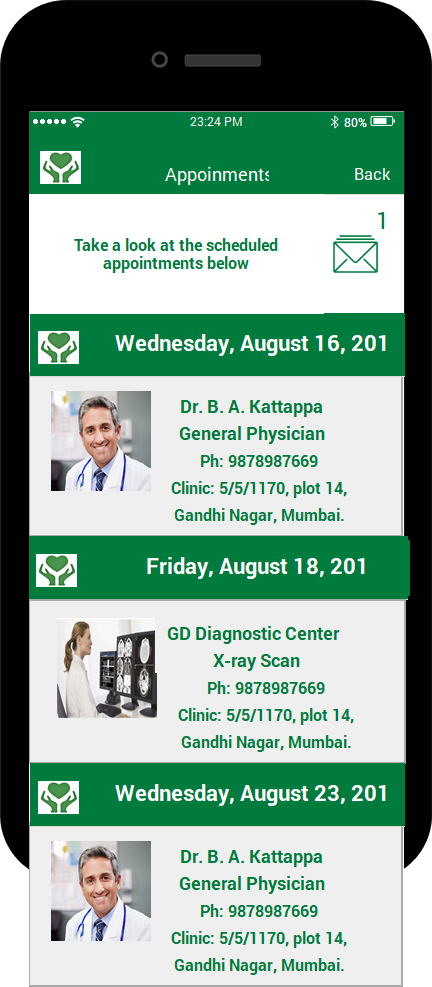 23:24 PM
80%
Appoinments
Back
1
Take a look at the scheduled
appointments below
Wednesday, August 16, 201
Dr. B. A. Kattappa
General Physician
Ph: 9878987669
Clinic: 5/5/1170, plot 14,
Gandhi Nagar, Mumbai.
Friday, August 18, 201
GD Diagnostic Center
X-ray Scan
Ph: 9878987669
Clinic: 5/5/1170, plot 14,
Gandhi Nagar, Mumbai.
Wednesday, August 23, 201
Dr. B. A. Kattappa
General Physician
Ph: 9878987669
Clinic: 5/5/1170, plot 14,
Gandhi Nagar, Mumbai.